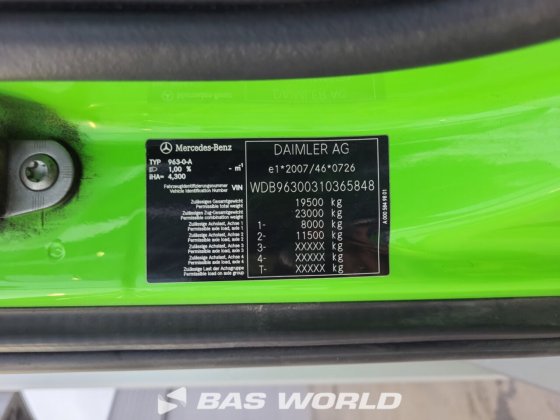 Mercedes-Benz
DAIMLER AG
TYP 963-0-A
1,00 % - m⁻¹
iHA= 4,300
e1*2007/46*0726
Fahrzeugidentifizierungsnummer
Vehicle Identification Number
VIN WDB96300310365848
Zulässiges Gesamtgewicht
Permissible total weight 19500 kg
Zulässiges Zug-Gesamtgewicht
Permissible comb. weight 23000 kg
Zulässige Achslast, Achse 1
Permissible axle load, axle 1 1- 8000 kg
Zulässige Achslast, Achse 2
Permissible axle load, axle 2 2- 11500 kg
Zulässige Achslast, Achse 3
Permissible axle load, axle 3 3- XXXXX kg
Zulässige Achslast, Achse 4
Permissible axle load, axle 4 4- XXXXX kg
Zulässige Last der Achsgruppe
Permissible load on axle group T- XXXXX kg
A 000 584 98 01
BAS WORLD